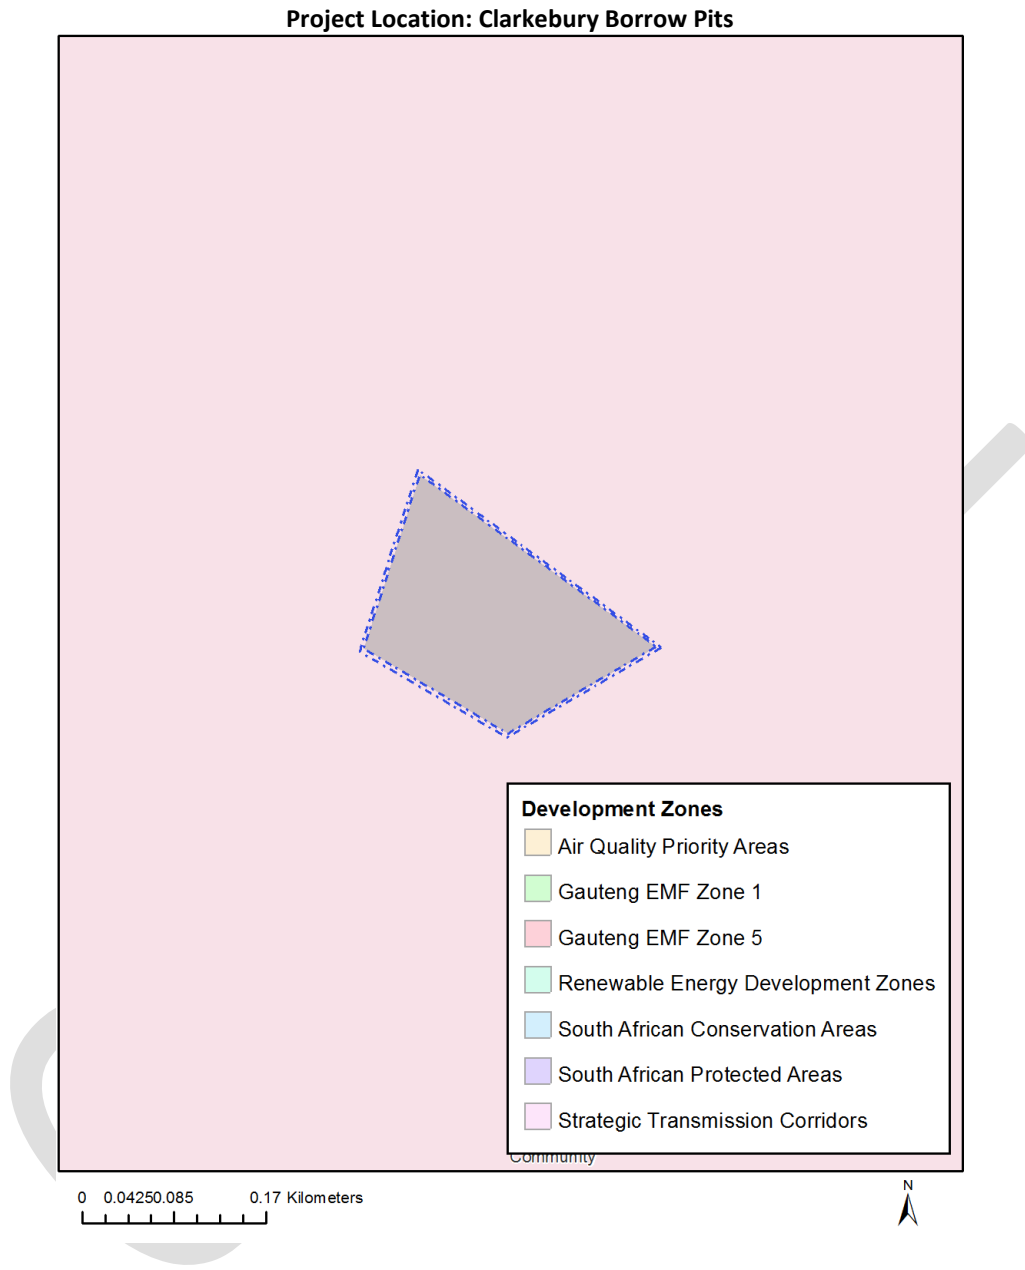 Project Location: Clarkebury Borrow Pits
Development Zones
Air Quality Priority Areas
Gauteng EMF Zone 1
Gauteng EMF Zone 5
Renewable Energy Development Zones
South African Conservation Areas
South African Protected Areas
Strategic Transmission Corridors
Community
0 0.04250.085 0.17 Kilometers
N